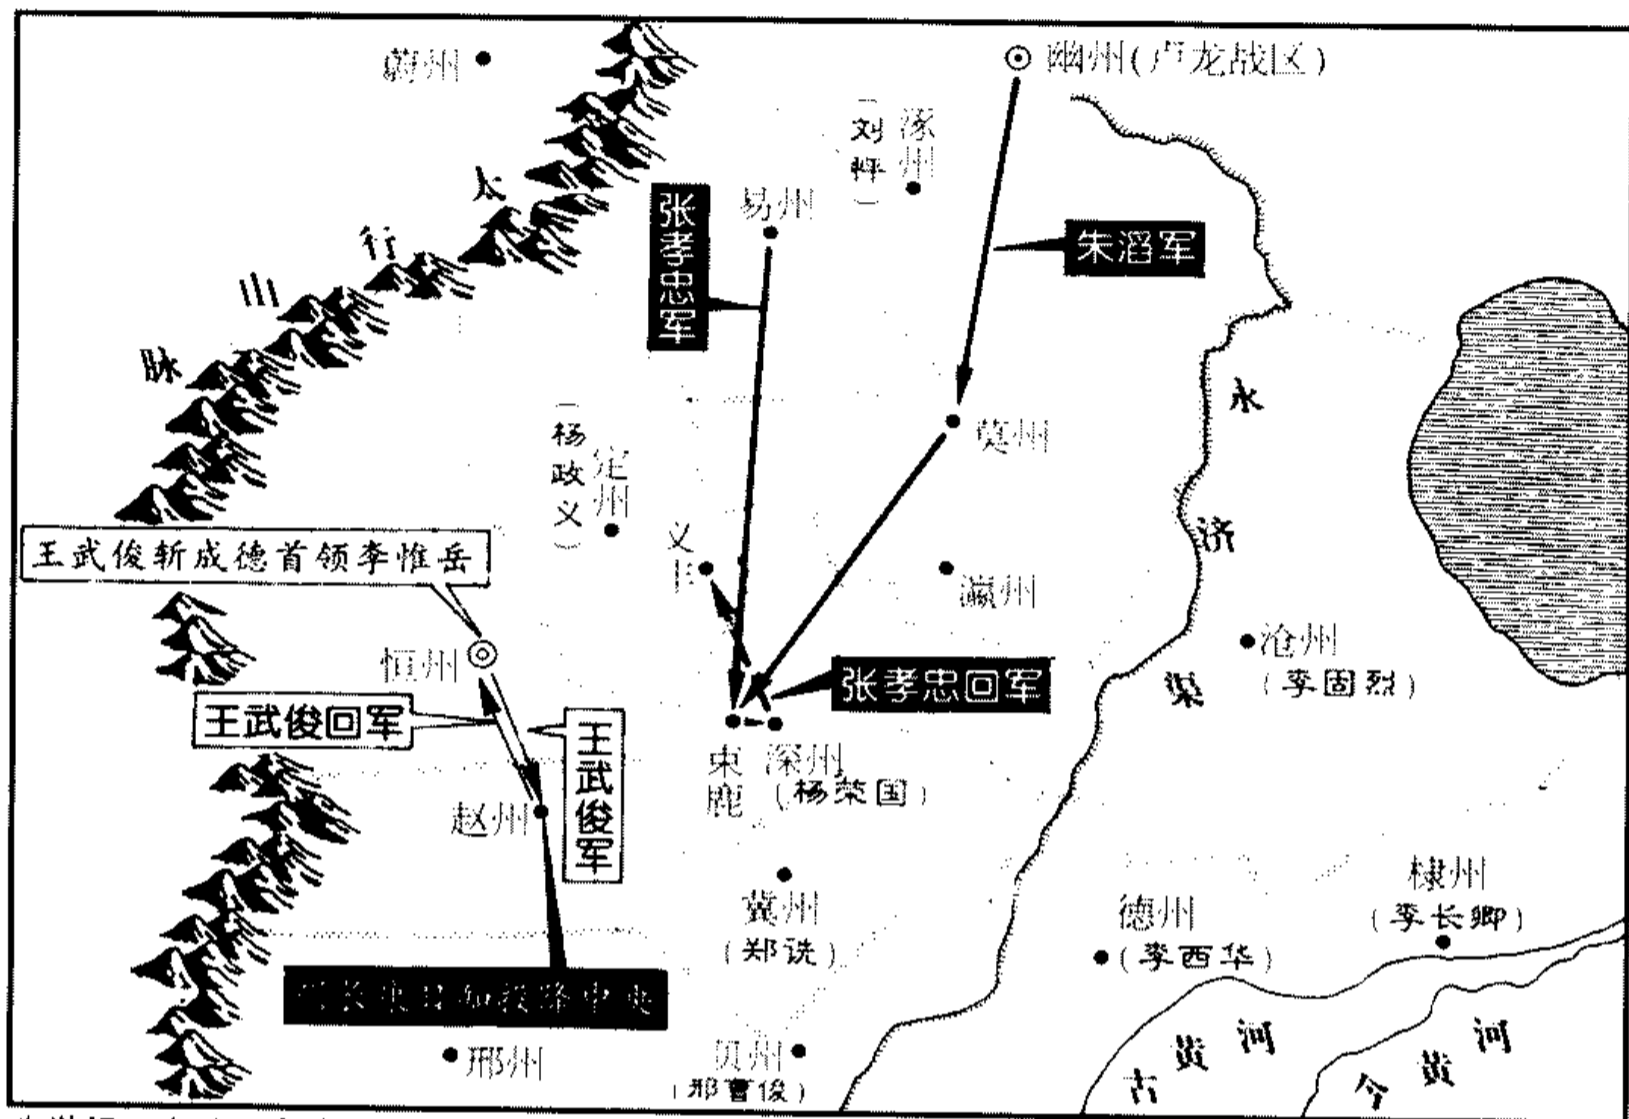 蔚州
幽州(卢龙战区)
涿州
(刘怦)
太行山脉
易州
张孝忠军
朱滔军
莫州
永济渠
(杨政义)
定州
义丰
瀛州
王武俊斩成德首领李惟岳
恒州
沧州
(李固烈)
张孝忠回军
王武俊回军
王武俊军
束鹿
深州
(杨荣国)
赵州
冀州
(郑诜)
德州
(李西华)
棣州
(李长卿)
邢州
贝州
(邢曹俊)
古黄河
今黄河